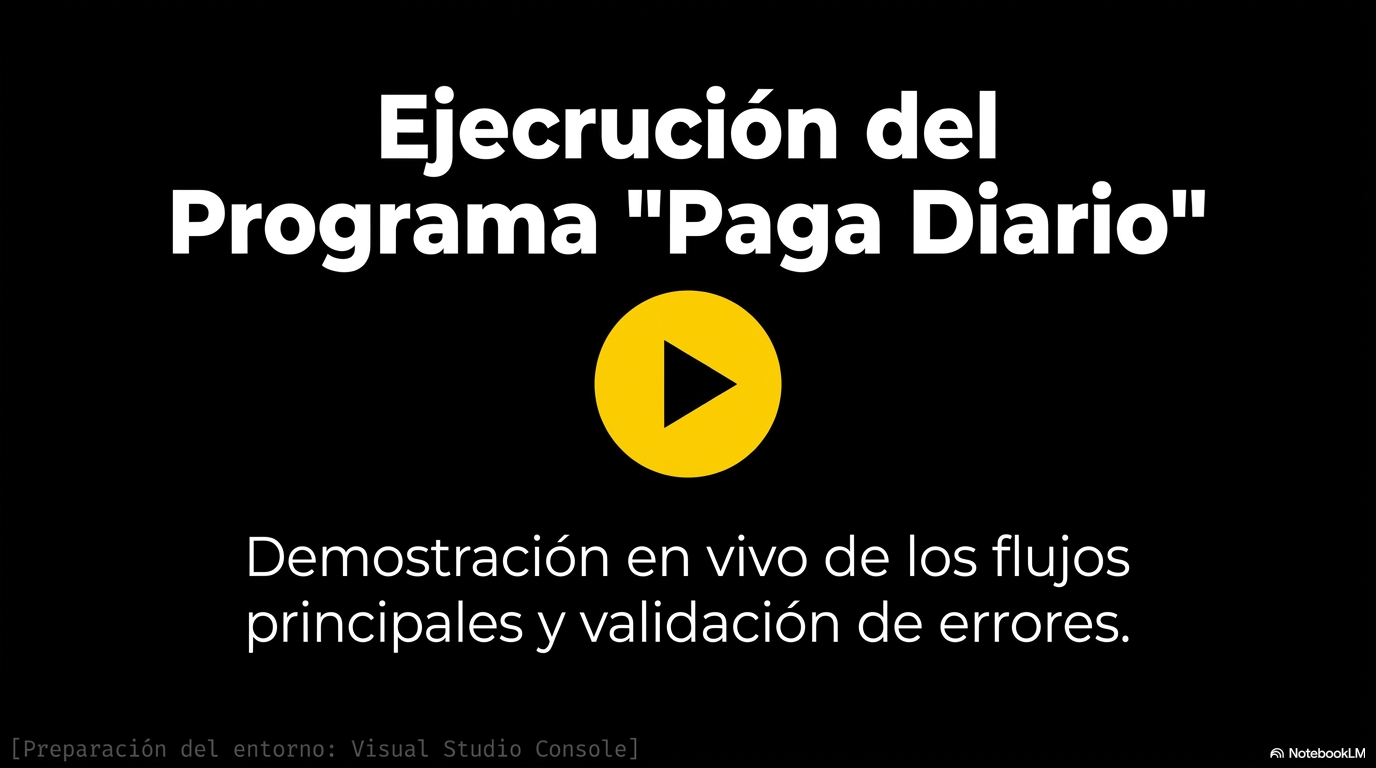 Ejecrución del
Programa "Paga Diario"
Demostración en vivo de los flujos
principales y validación de errores.
[Preparación del entorno: Visual Studio Console]
NotebookLM